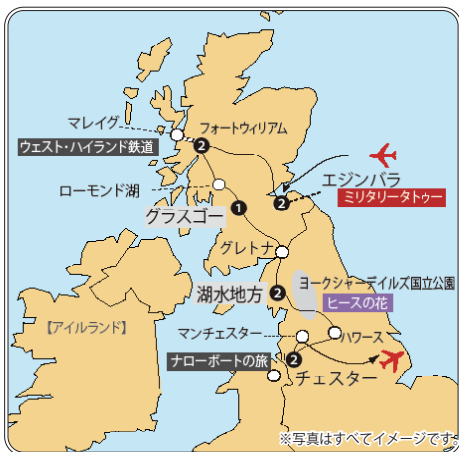 マレイグ
フォートウィリアム
ウェスト・ハイランド鉄道
2
ローモンド湖
エジンバラ
2
ミリタリータトゥー
グラスゴー
1
グレトナ
ヨークシャーデイルズ国立公園
湖水地方
2
ヒースの花
【アイルランド】
マンチェスター
ハワース
ナローボートの旅
2
チェスター
※写真はすべてイメージです。